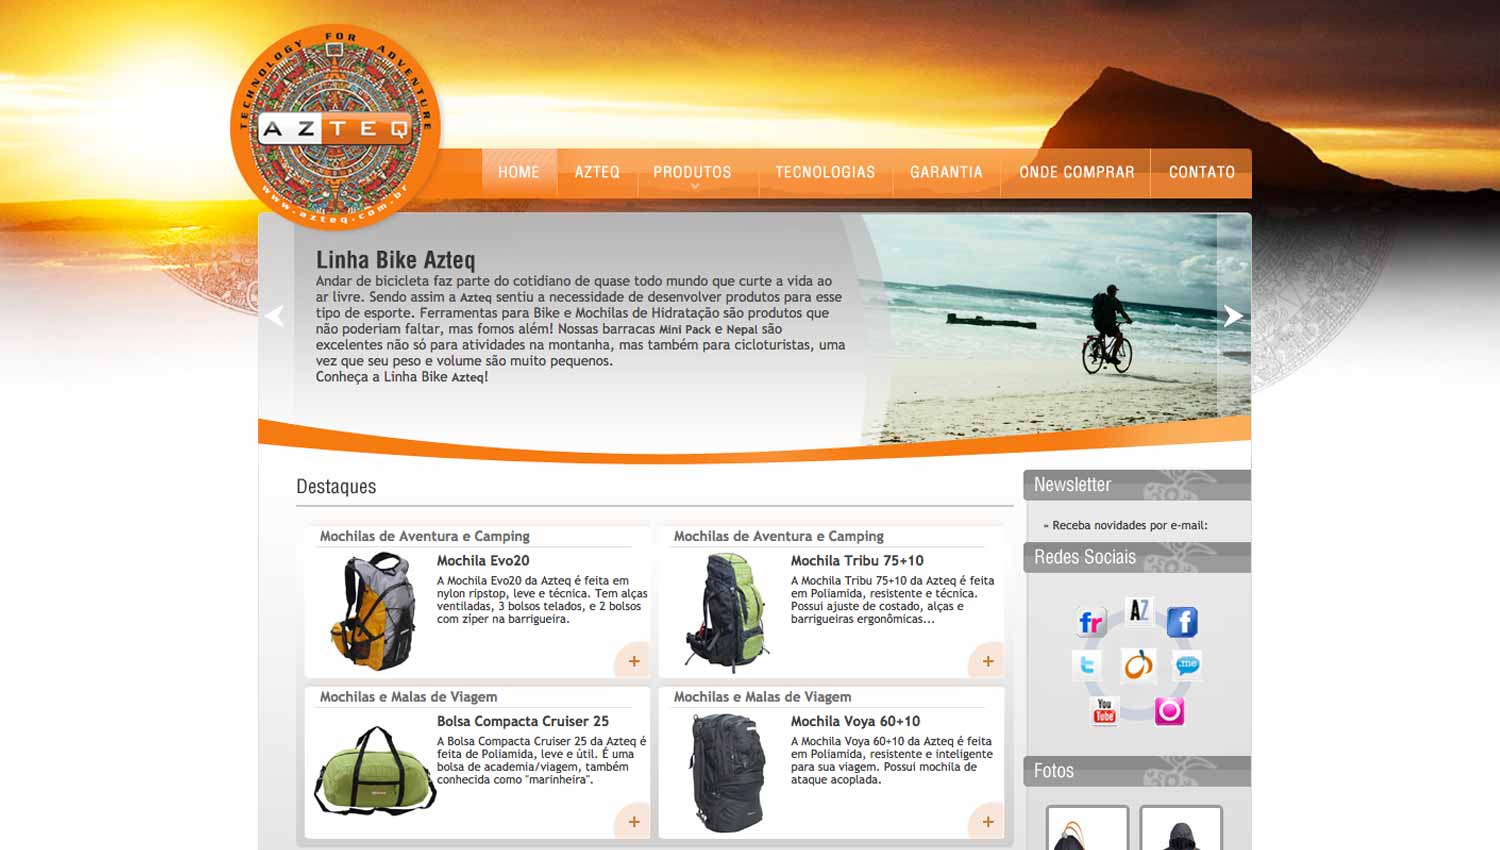 TECHNOLOGY FOR ADVENTURE
AZTEQ
www.azteq.com.br
HOME
AZTEQ
PRODUTOS
TECNOLOGIAS
GARANTIA
ONDE COMPRAR
CONTATO
Linha Bike Azteq
Andar de bicicleta faz parte do cotidiano de quase todo mundo que curte a vida ao
ar livre. Sendo assim a Azteq sentiu a necessidade de desenvolver produtos para esse
tipo de esporte. Ferramentas para Bike e Mochilas de Hidratação são produtos que
não poderiam faltar, mas fomos além! Nossas barracas Mini Pack e Nepal são
excelentes não só para atividades na montanha, mas também para cicloturistas, uma
vez que seu peso e volume são muito pequenos.
Conheça a Linha Bike Azteq!
Destaques
Mochilas de Aventura e Camping
Mochila Evo20
A Mochila Evo20 da Azteq é feita em
nylon ripstop, leve e técnica. Tem alças
ventiladas, 3 bolsos telados, e 2 bolsos
com zíper na barrigueira.
+
Mochilas de Aventura e Camping
Mochila Tribu 75+10
A Mochila Tribu 75+10 da Azteq é feita
em Poliamida, resistente e técnica.
Possui ajuste de costado, alças e
barrigueiras ergonômicas...
+
Mochilas e Malas de Viagem
Bolsa Compacta Cruiser 25
A Bolsa Compacta Cruiser 25 da Azteq é
feita de Poliamida, leve e útil. É uma
bolsa de academia/viagem, também
conhecida como "marinheira".
+
Mochilas e Malas de Viagem
Mochila Voya 60+10
A Mochila Voya 60+10 da Azteq é feita
em Poliamida, resistente e inteligente
para sua viagem. Possui mochila de
ataque acoplada.
+
Newsletter
» Receba novidades por e-mail:
Redes Sociais
fr
AZ
f
t
.me
You
Tube
Fotos